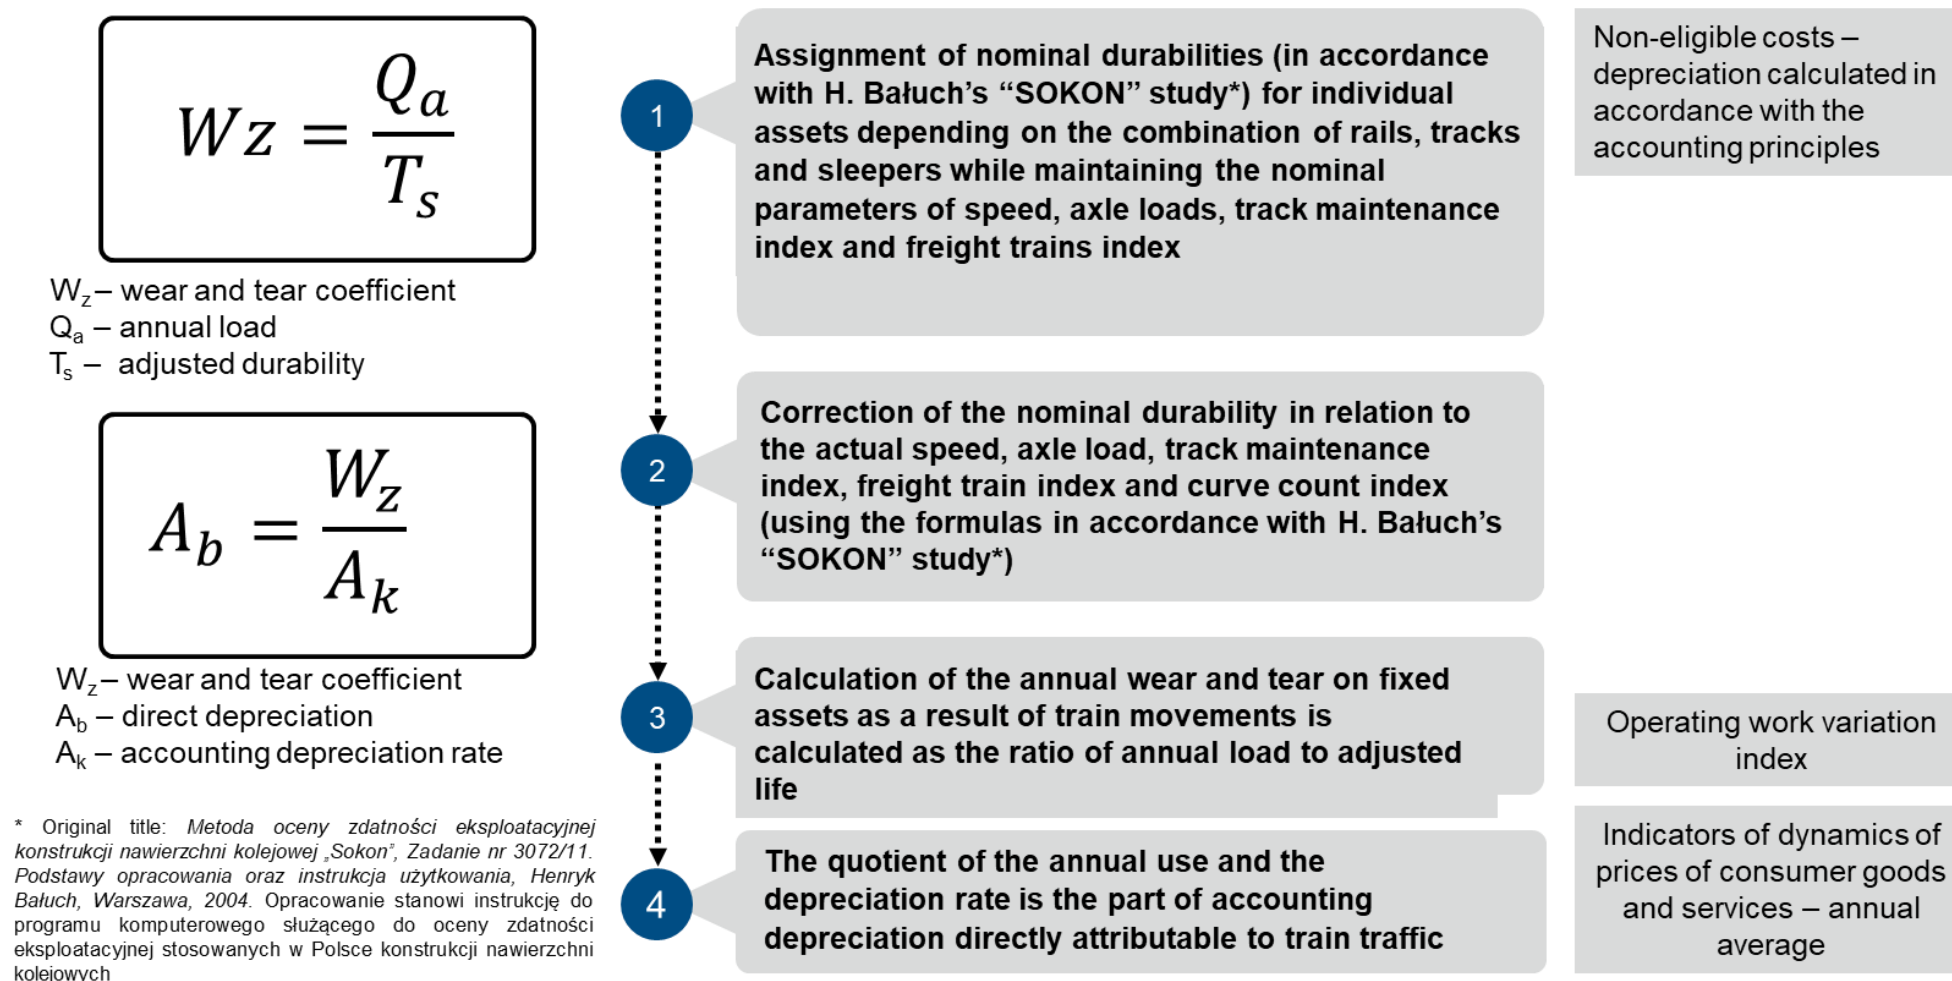 Wz = Qa / Ts
Wz – wear and tear coefficient
Qa – annual load
Ts – adjusted durability
Ab = Wz / Ak
Wz – wear and tear coefficient
Ab – direct depreciation
Ak – accounting depreciation rate
* Original title: Metoda oceny zdatności eksploatacyjnej
konstrukcji nawierzchni kolejowej „Sokon”, Zadanie nr 3072/11.
Podstawy opracowania oraz instrukcja użytkowania, Henryk
Bałuch, Warszawa, 2004. Opracowanie stanowi instrukcję do
programu komputerowego służącego do oceny zdatności
eksploatacyjnej stosowanych w Polsce konstrukcji nawierzchni
kolejowych
1
Assignment of nominal durabilities (in accordance
with H. Bałuch’s “SOKON” study*) for individual
assets depending on the combination of rails, tracks
and sleepers while maintaining the nominal
parameters of speed, axle loads, track maintenance
index and freight trains index
2
Correction of the nominal durability in relation to
the actual speed, axle load, track maintenance
index, freight train index and curve count index
(using the formulas in accordance with H. Bałuch’s
“SOKON” study*)
3
Calculation of the annual wear and tear on fixed
assets as a result of train movements is
calculated as the ratio of annual load to adjusted
life
4
The quotient of the annual use and the
depreciation rate is the part of accounting
depreciation directly attributable to train traffic
Non-eligible costs –
depreciation calculated in
accordance with the
accounting principles
Operating work variation
index
Indicators of dynamics of
prices of consumer goods
and services – annual
average